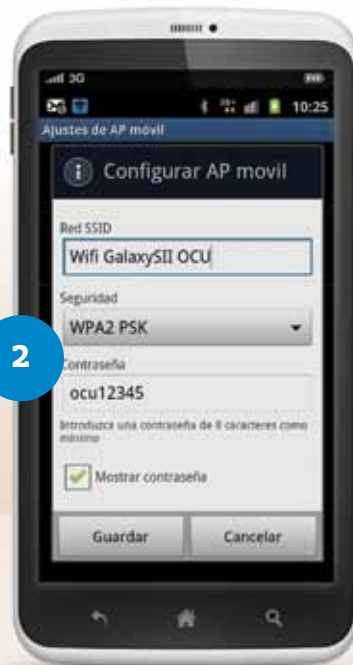 3G
10:25
Ajustes de AP móvil
Configurar AP movil
Red SSID
Wifi GalaxySII OCU
Seguridad
WPA2 PSK
2
Contraseña
ocu12345
Introduzca una contraseña de 8 caracteres como
máximo
Mostrar contraseña
Guardar
Cancelar